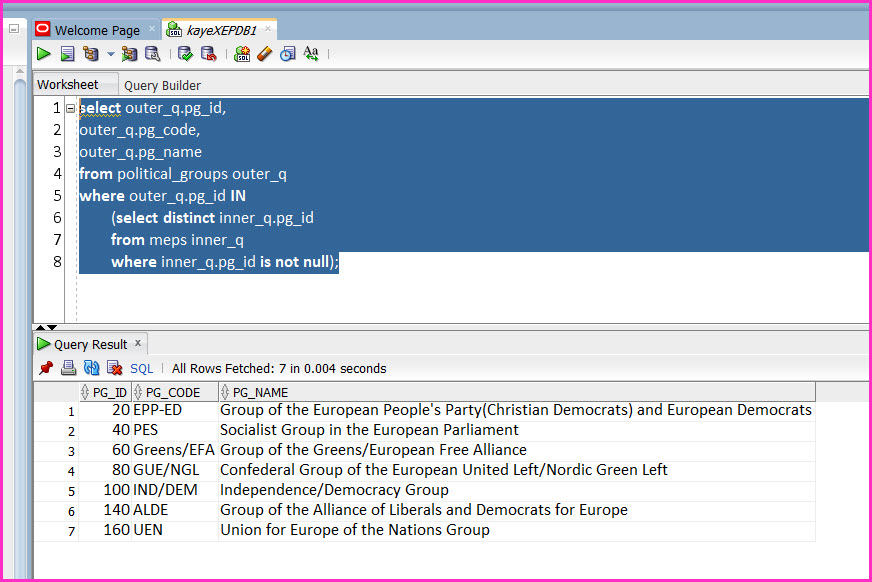 Welcome Page
kayeXEPDB1
Worksheet Query Builder
1 select outer_q.pg_id,
2 outer_q.pg_code,
3 outer_q.pg_name
4 from political_groups outer_q
5 where outer_q.pg_id IN
6 (select distinct inner_q.pg_id
7 from meps inner_q
8 where inner_q.pg_id is not null);
Query Result
SQL All Rows Fetched: 7 in 0.004 seconds
PG_ID PG_CODE PG_NAME
1 20 EPP-ED Group of the European People's Party(Christian Democrats) and European Democrats
2 40 PES Socialist Group in the European Parliament
3 60 Greens/EFA Group of the Greens/European Free Alliance
4 80 GUE/NGL Confederal Group of the European United Left/Nordic Green Left
5 100 IND/DEM Independence/Democracy Group
6 140 ALDE Group of the Alliance of Liberals and Democrats for Europe
7 160 UEN Union for Europe of the Nations Group